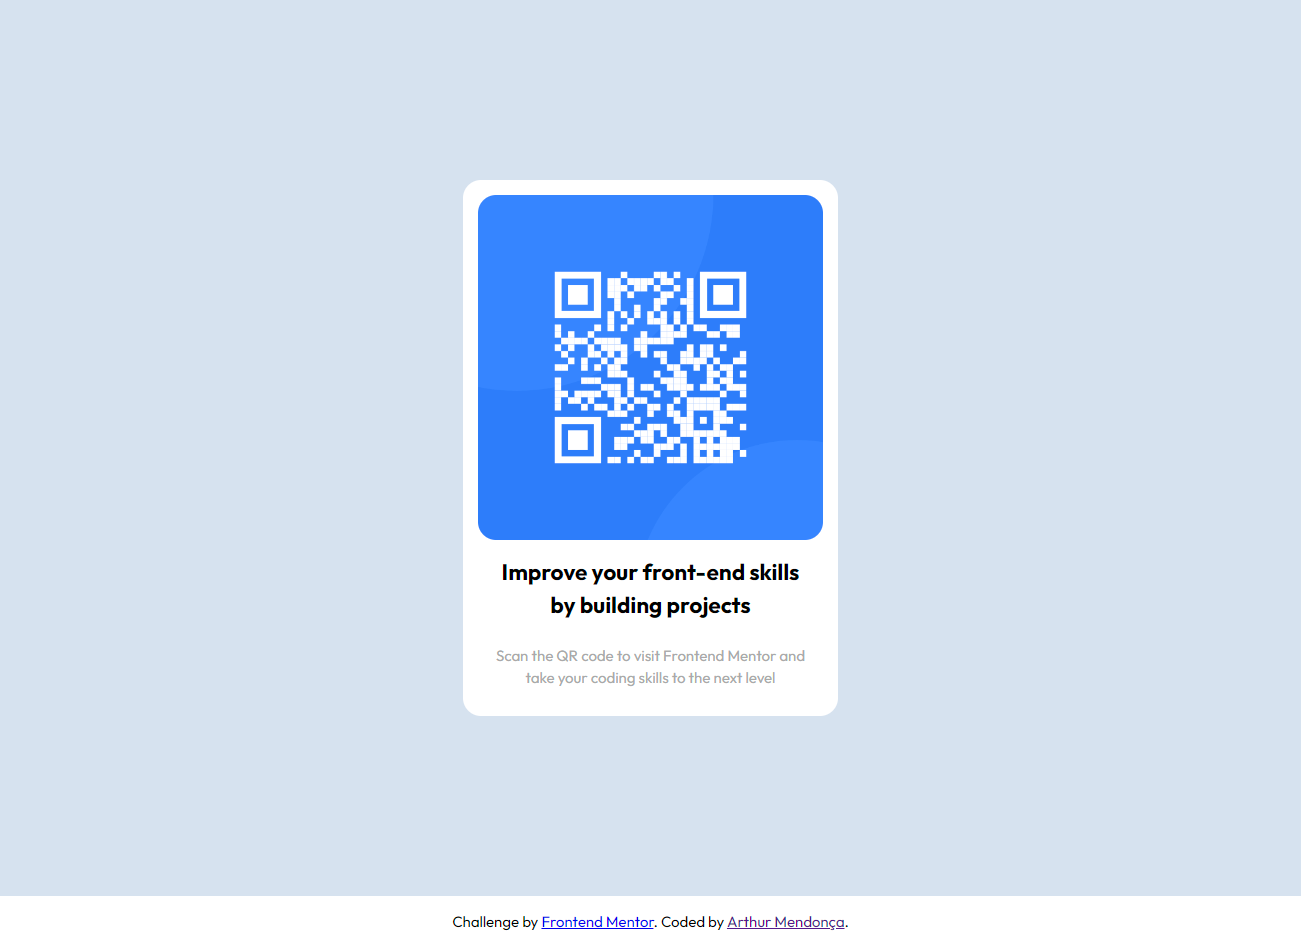 Improve your front-end skills
by building projects
Scan the QR code to visit Frontend Mentor and
take your coding skills to the next level
Challenge by Frontend Mentor. Coded by Arthur Mendonça.